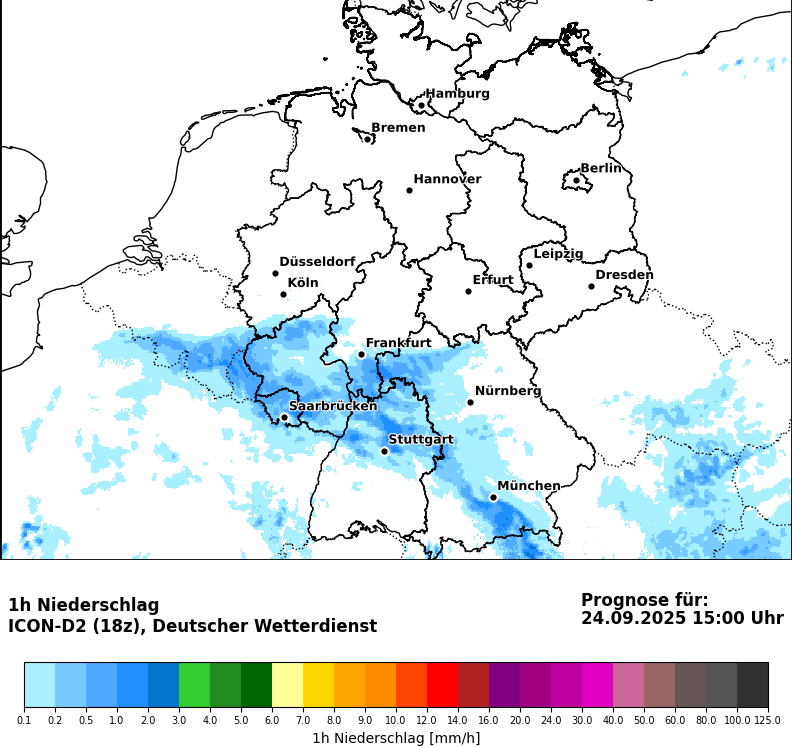 Hamburg
Bremen
Berlin
Hannover
Leipzig
Düsseldorf
Dresden
Köln
Erfurt
Frankfurt
Nürnberg
Saarbrücken
Stuttgart
München
1h Niederschlag
ICON-D2 (18z), Deutscher Wetterdienst
Prognose für:
24.09.2025 15:00 Uhr
0.1 0.2 0.5 1.0 2.0 3.0 4.0 5.0 6.0 7.0 8.0 9.0 10.0 12.0 14.0 16.0 20.0 24.0 30.0 40.0 50.0 60.0 80.0 100.0 125.0
1h Niederschlag [mm/h]